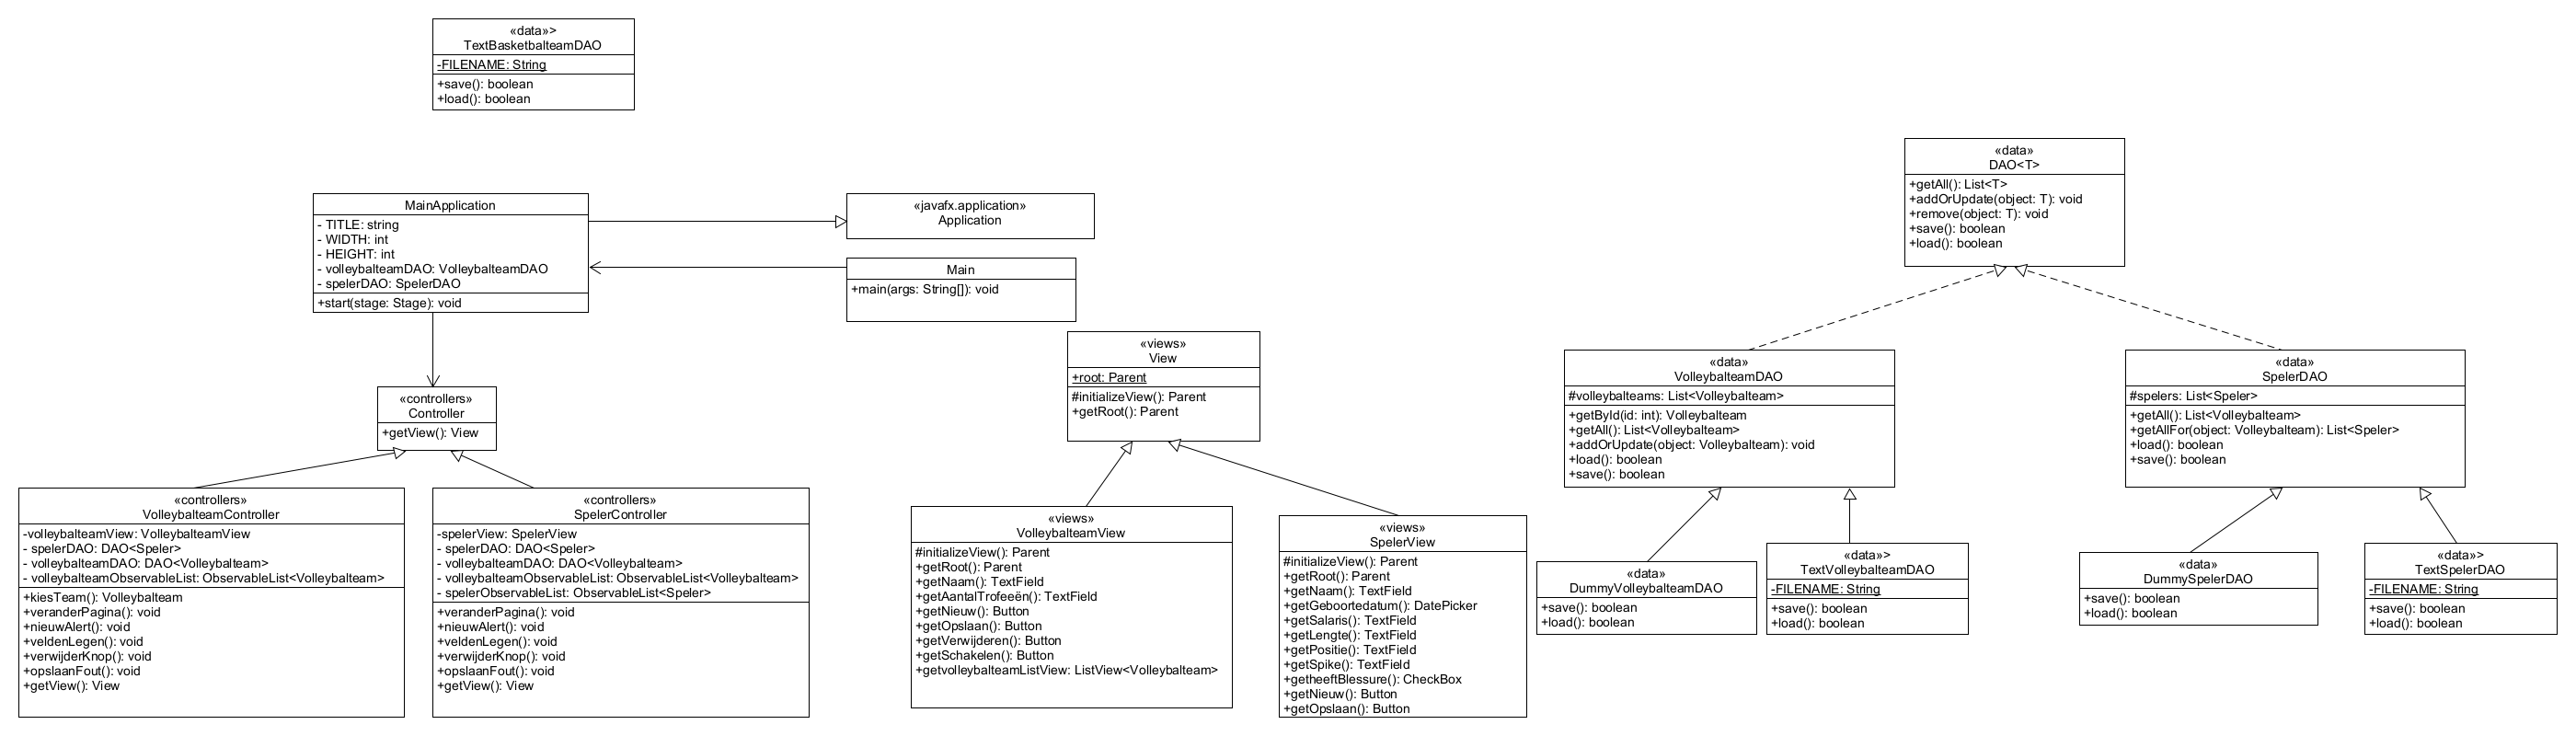 «data»>
TextBasketbalteamDAO
-FILENAME: String
+save(): boolean
+load(): boolean
MainApplication
- TITLE: string
- WIDTH: int
- HEIGHT: int
- volleybalteamDAO: VolleybalteamDAO
- spelerDAO: SpelerDAO
+start(stage: Stage): void
«javafx.application»
Application
Main
+main(args: String[]): void
«controllers»
Controller
+getView(): View
«controllers»
VolleybalteamController
-volleybalteamView: VolleybalteamView
- spelerDAO: DAO<Speler>
- volleybalteamDAO: DAO<Volleybalteam>
- volleybalteamObservableList: ObservableList<Volleybalteam>
+kiesTeam(): Volleybalteam
+veranderPagina(): void
+nieuwAlert(): void
+veldenLegen(): void
+verwijderKnop(): void
+opslaanFout(): void
+getView(): View
«controllers»
SpelerController
-spelerView: SpelerView
- spelerDAO: DAO<Speler>
- volleybalteamDAO: DAO<Volleybalteam>
- volleybalteamObservableList: ObservableList<Volleybalteam>
- spelerObservableList: ObservableList<Speler>
+veranderPagina(): void
+nieuwAlert(): void
+veldenLegen(): void
+verwijderKnop(): void
+opslaanFout(): void
+getView(): View
«views»
View
+root: Parent
#initializeView(): Parent
+getRoot(): Parent
«views»
VolleybalteamView
#initializeView(): Parent
+getRoot(): Parent
+getNaam(): TextField
+getAantalTrofeeën(): TextField
+getNieuw(): Button
+getOpslaan(): Button
+getVerwijderen(): Button
+getSchakelen(): Button
+getvolleybalteamListView: ListView<Volleybalteam>
«views»
SpelerView
#initializeView(): Parent
+getRoot(): Parent
+getNaam(): TextField
+getGeboortedatum(): DatePicker
+getSalaris(): TextField
+getLengte(): TextField
+getPositie(): TextField
+getSpike(): TextField
+getheeftBlessure(): CheckBox
+getNieuw(): Button
+getOpslaan(): Button
«data»
DAO<T>
+getAll(): List<T>
+addOrUpdate(object: T): void
+remove(object: T): void
+save(): boolean
+load(): boolean
«data»
VolleybalteamDAO
#volleybalteams: List<Volleybalteam>
+getById(id: int): Volleybalteam
+getAll(): List<Volleybalteam>
+addOrUpdate(object: Volleybalteam): void
+load(): boolean
+save(): boolean
«data»
SpelerDAO
#spelers: List<Speler>
+getAll(): List<Volleybalteam>
+getAllFor(object: Volleybalteam): List<Speler>
+load(): boolean
+save(): boolean
«data»
DummyVolleybalteamDAO
+save(): boolean
+load(): boolean
«data»>
TextVolleybalteamDAO
-FILENAME: String
+save(): boolean
+load(): boolean
«data»
DummySpelerDAO
+save(): boolean
+load(): boolean
«data»>
TextSpelerDAO
-FILENAME: String
+save(): boolean
+load(): boolean